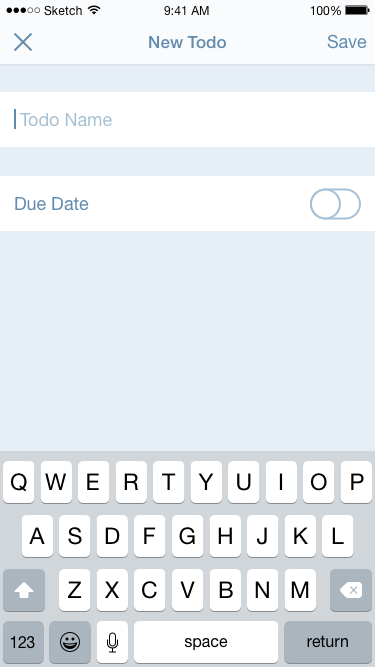 Sketch 9:41 AM 100%
New Todo Save
Todo Name
Due Date
Q W E R T Y U I O P
A S D F G H J K L
Z X C V B N M
123 space return